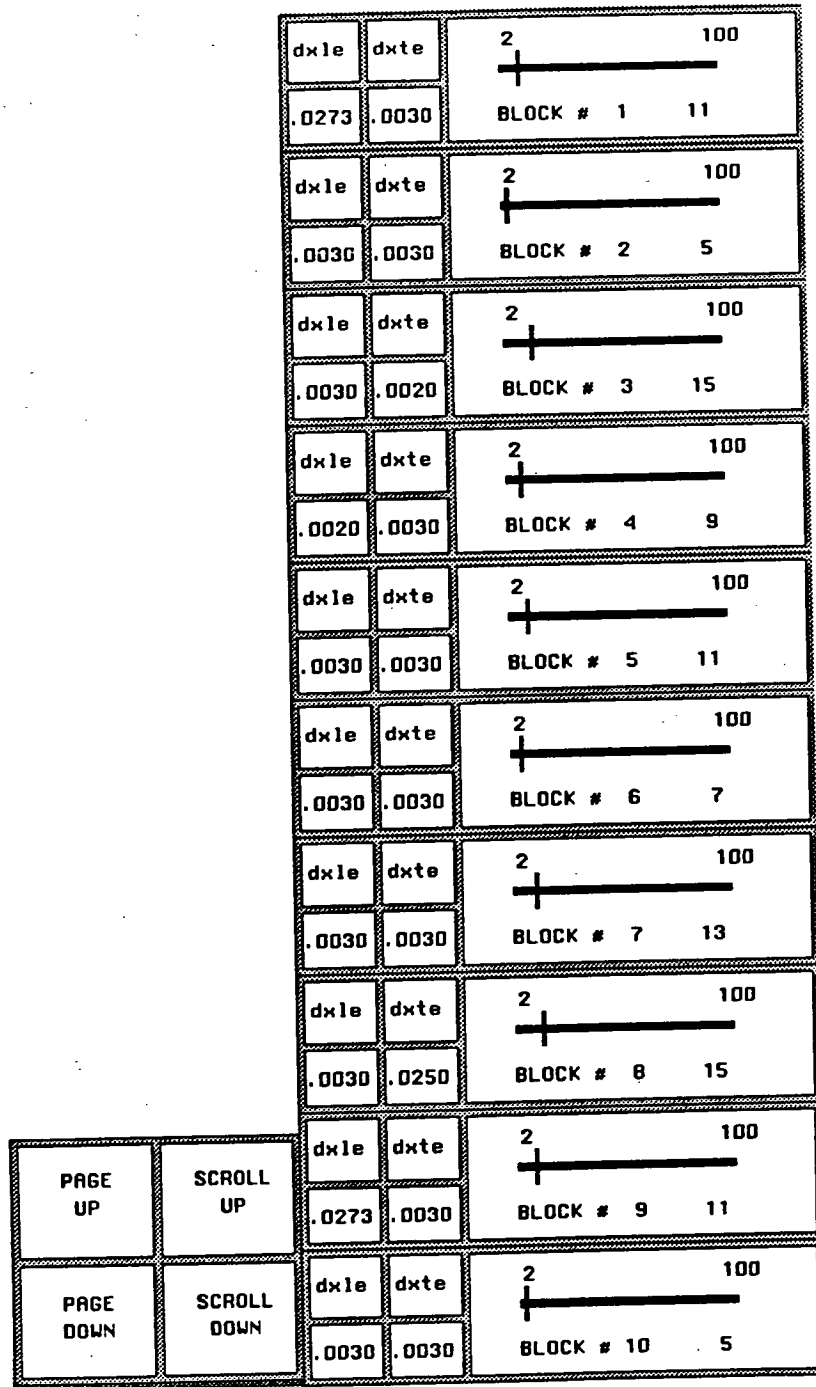 dxle dxte 2 100
.0273 .0030 BLOCK # 1 11
dxle dxte 2 100
.0030 .0030 BLOCK # 2 5
dxle dxte 2 100
.0030 .0020 BLOCK # 3 15
dxle dxte 2 100
.0020 .0030 BLOCK # 4 9
dxle dxte 2 100
.0030 .0030 BLOCK # 5 11
dxle dxte 2 100
.0030 .0030 BLOCK # 6 7
dxle dxte 2 100
.0030 .0030 BLOCK # 7 13
dxle dxte 2 100
.0030 .0250 BLOCK # 8 15
dxle dxte 2 100
.0273 .0030 BLOCK # 9 11
dxle dxte 2 100
.0030 .0030 BLOCK # 10 5
PAGE SCROLL
UP UP
PAGE SCROLL
DOWN DOWN